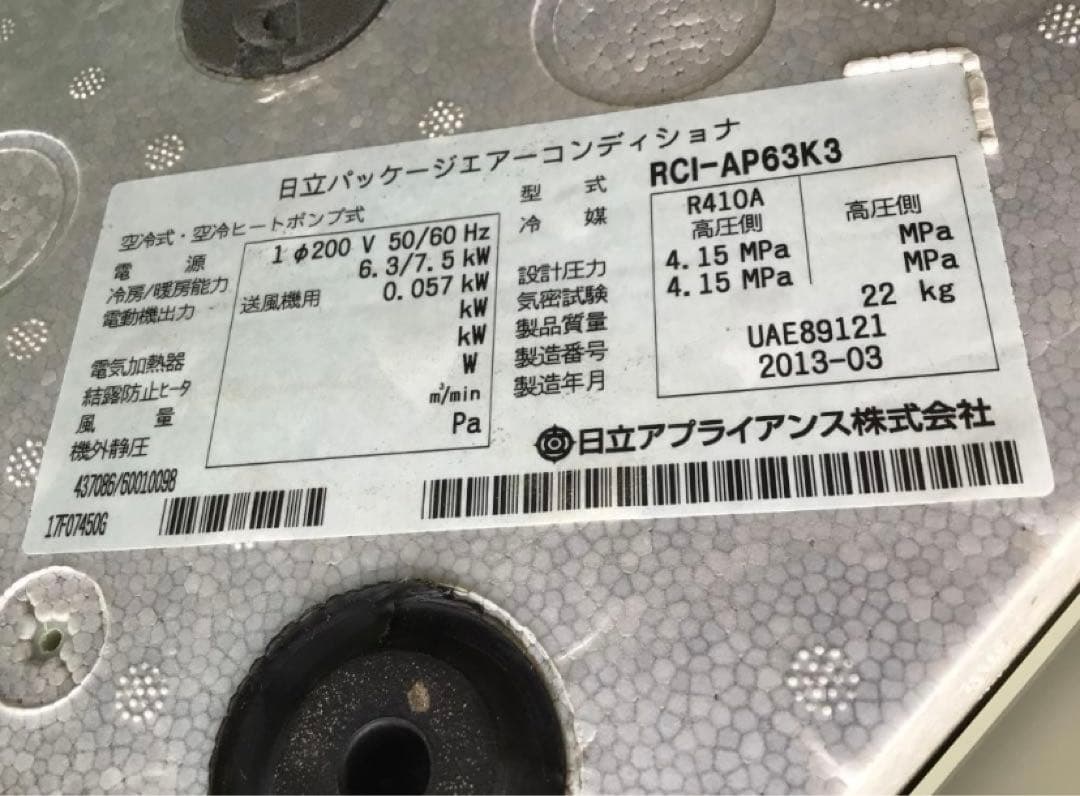 日立パッケージエアーコンディショナ
空冷式・空冷ヒートポンプ式
電源 1φ200 V 50/60 Hz
冷房/暖房能力 6.3/7.5 kW
電動機出力 送風機用 0.057 kW
kW
kW
電気加熱器 W
結露防止ヒータ
風量 m³/min
機外静圧 Pa
437086/60010098
17F07450G
型式 RCI-AP63K3
冷媒 R410A
高圧側 高圧側
設計圧力 4.15 MPa MPa
気密試験 4.15 MPa MPa
製品質量 22 kg
製造番号 UAE89121
製造年月 2013-03
日立アプライアンス株式会社